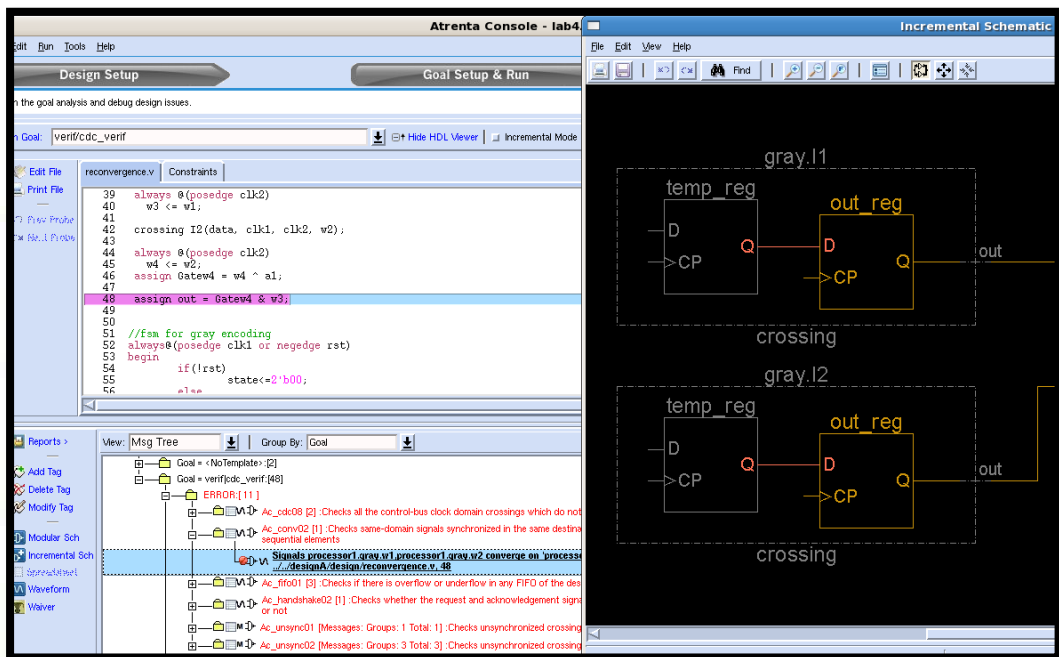 Atrenta Console - lab4.
Edit Run Tools Help
Design Setup
Goal Setup & Run
n the goal analysis and debug design issues.
n Goal: verif/cdc_verif
Hide HDL Viewer
Incremental Mode
Edit File
Print File
Prev Probe
Next Probe
reconvergence.v
Constraints
39 always @(posedge clk2)
40 w3 <= w1;
41
42 crossing I2(data, clk1, clk2, w2);
43
44 always @(posedge clk2)
45 w4 <= w2;
46 assign Gatew4 = w4 ^ a1;
47
48 assign out = Gatew4 & w3;
49
50
51 //fsm for gray encoding
52 always@(posedge clk1 or negedge rst)
53 begin
54 if(!rst)
55 state<=2'b00;
56 else
Reports >
Add Tag
Delete Tag
Modify Tag
Modular Sch
Incremental Sch
Spreadsheet
Waveform
Waiver
View: Msg Tree
Group By: Goal
Goal = <NoTemplate>:[2]
Goal = verif|cdc_verif:[48]
ERROR:[ 11 ]
Ac_cdc08 [2] :Checks all the control-bus clock domain crossings which do not
Ac_conv02 [1] :Checks same-domain signals synchronized in the same destina
sequential elements
Signals processor1.gray.w1,processor1.gray.w2 converge on 'processo
../../designA/design/reconvergence.v, 48
Ac_fifo01 [3] :Checks if there is overflow or underflow in any FIFO of the des
Ac_handshake02 [1] :Checks whether the request and acknowledgement signa
or not
Ac_unsync01 [Messages: Groups: 1 Total: 1] :Checks unsynchronized crossing
Ac_unsync02 [Messages: Groups: 3 Total: 3] :Checks unsynchronized crossing
Incremental Schematic
File Edit View Help
Find
gray.I1
temp_reg
out_reg
D
Q
D
Q
CP
CP
out
crossing
gray.I2
temp_reg
out_reg
D
Q
D
Q
CP
CP
out
crossing